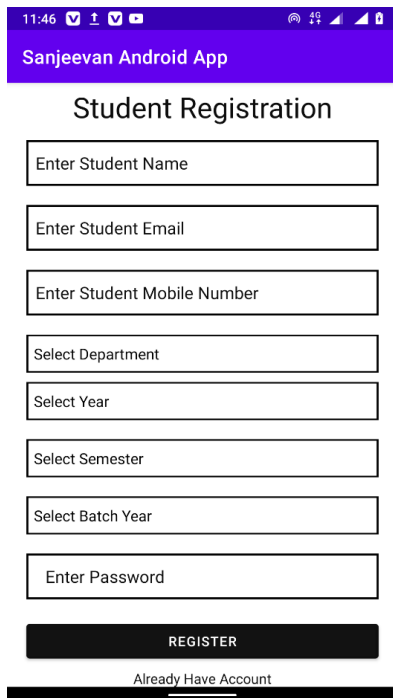 11:46 4G
Sanjeevan Android App
Student Registration
Enter Student Name
Enter Student Email
Enter Student Mobile Number
Select Department
Select Year
Select Semester
Select Batch Year
Enter Password
REGISTER
Already Have Account